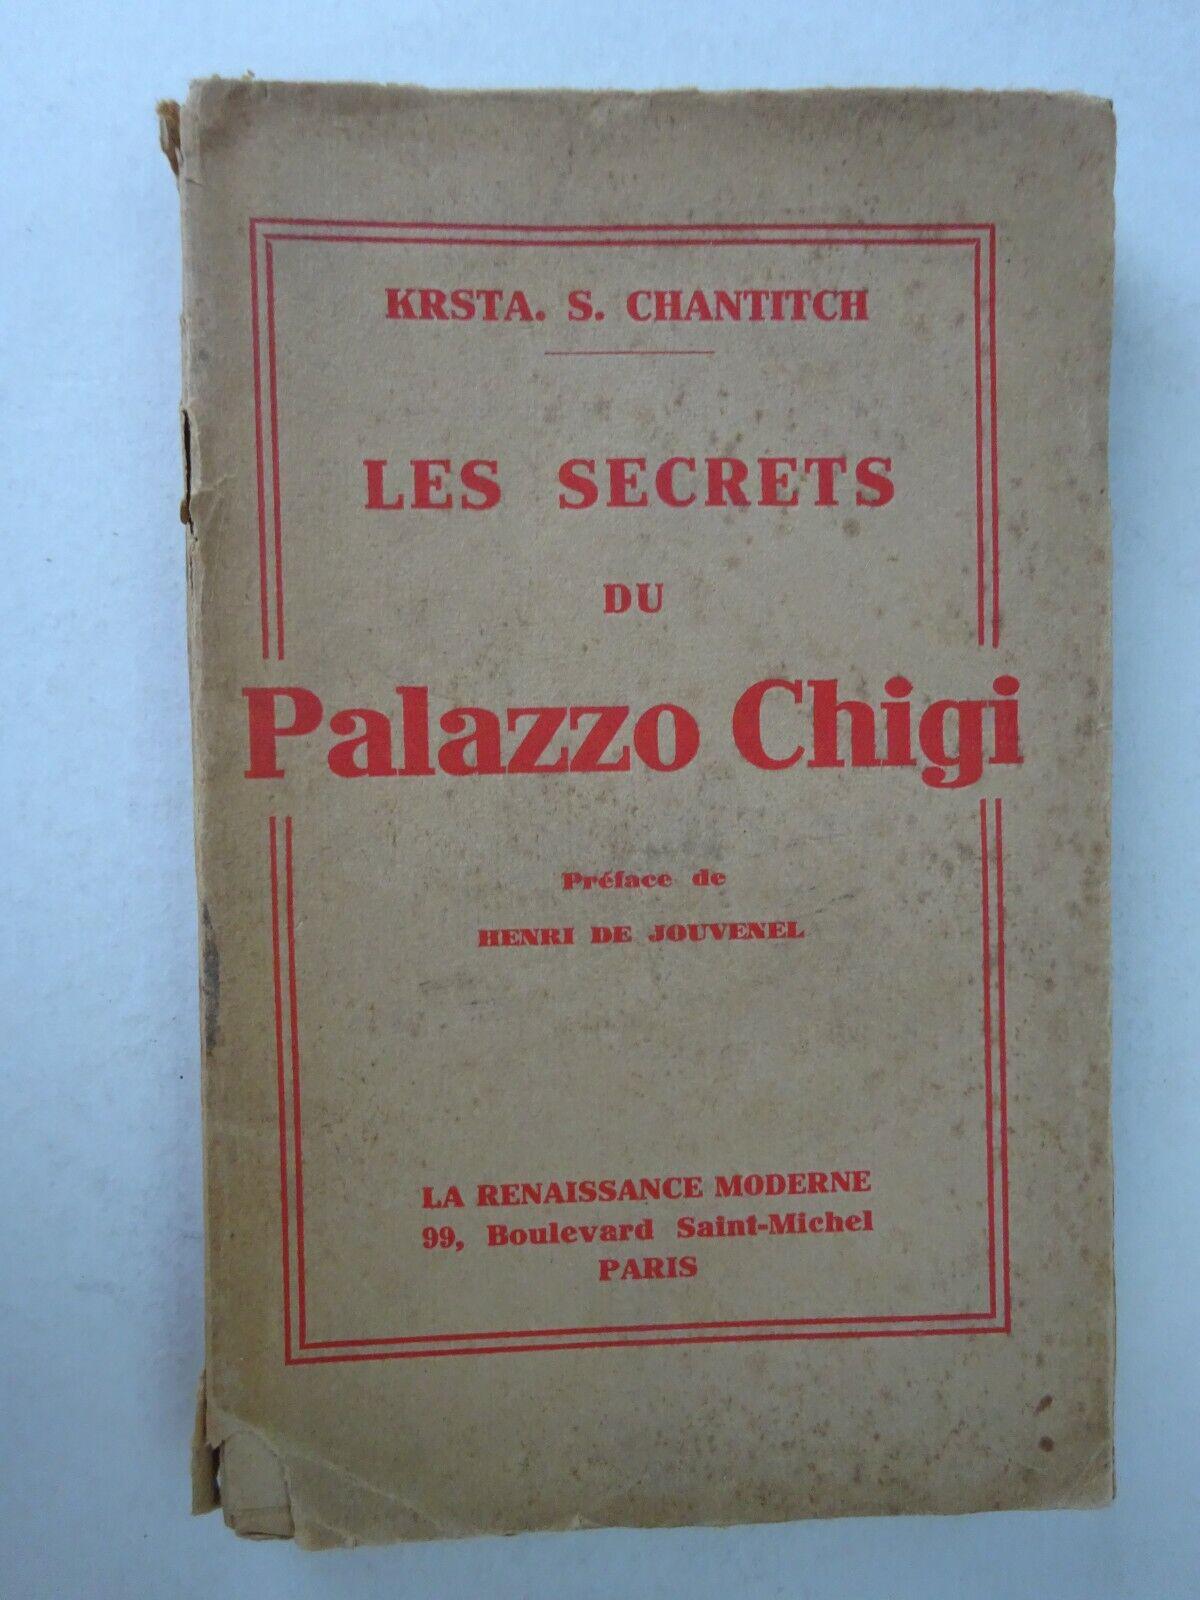 KRSTA. S. CHANTITCH
LES SECRETS
DU
Palazzo Chigi
Préface de
HENRI DE JOUVENEL
LA RENAISSANCE MODERNE
99, Boulevard Saint-Michel
PARIS